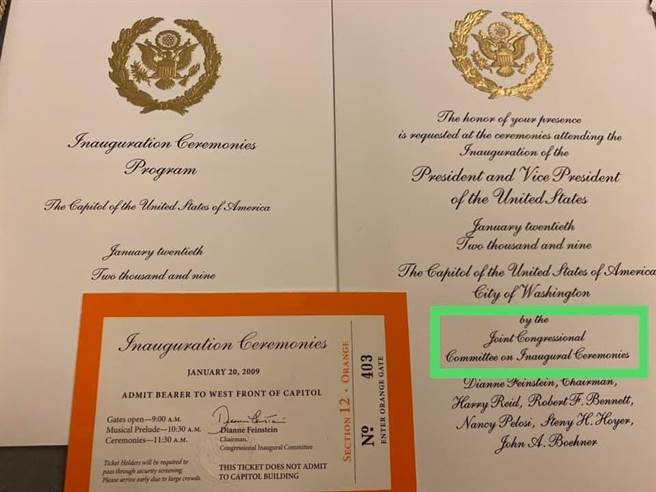 Inauguration Ceremonies
Program
The Capitol of the United States of America
January twentieth
Two thousand and nine
The honor of your presence
is requested at the ceremonies attending the
Inauguration of the
President and Vice President
of the United States
January twentieth
Two thousand and nine
The Capitol of the United States of America
City of Washington
by the
Joint Congressional
Committee on Inaugural Ceremonies
Dianne Feinstein, Chairman,
Harry Reid, Robert F. Bennett,
Nancy Pelosi, Steny H. Hoyer,
John A. Boehner
Inauguration Ceremonies
JANUARY 20, 2009
ADMIT BEARER TO WEST FRONT OF CAPITOL
Gates open—9:00 A.M.
Musical Prelude—10:30 A.M.
Ceremonies—11:30 A.M.
Dianne Feinstein
Dianne Feinstein
Chairman,
Congressional Inaugural Committee
Ticket Holders will be required to
pass through security screening.
Please arrive early due to large crowds.
THIS TICKET DOES NOT ADMIT
TO CAPITOL BUILDING
SECTION 12 • ORANGE
Nº 403
ENTER ORANGE GATE